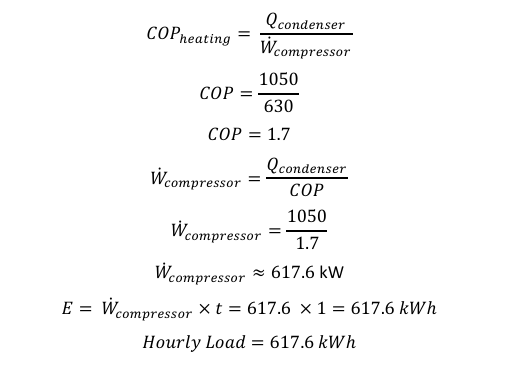 COP_heating = Q_condenser / Ẇ_compressor
COP = 1050 / 630
COP = 1.7
Ẇ_compressor = Q_condenser / COP
Ẇ_compressor = 1050 / 1.7
Ẇ_compressor ≈ 617.6 kW
E = Ẇ_compressor × t = 617.6 × 1 = 617.6 kWh
Hourly Load = 617.6 kWh